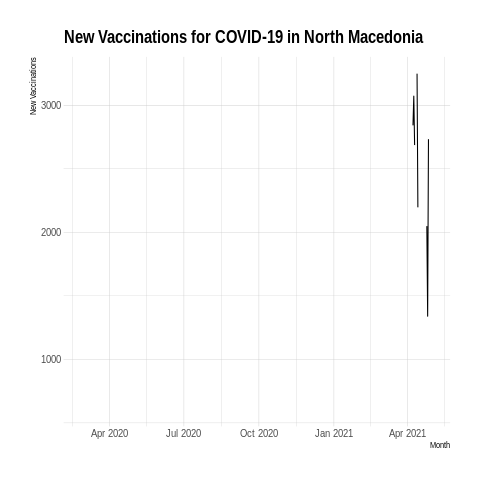 New Vaccinations for COVID-19 in North Macedonia
New Vaccinations
3000
2000
1000
Apr 2020
Jul 2020
Oct 2020
Jan 2021
Apr 2021
Month